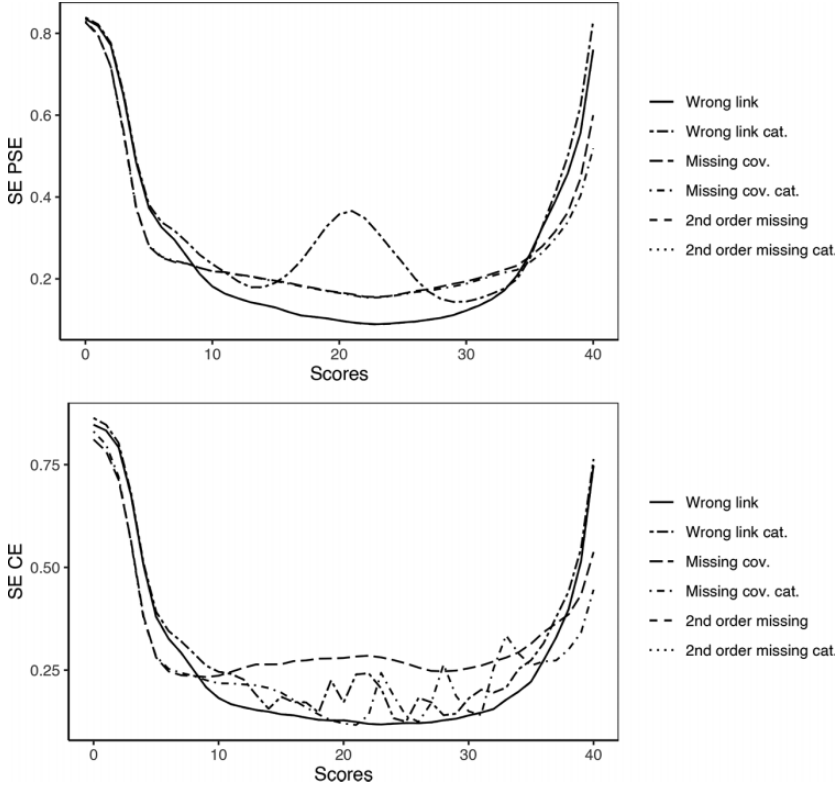 0.8
0.6
0.4
0.2
SE PSE
0 10 20 30 40
Scores
Wrong link
Wrong link cat.
Missing cov.
Missing cov. cat.
2nd order missing
2nd order missing cat.
0.75
0.50
0.25
SE CE
0 10 20 30 40
Scores
Wrong link
Wrong link cat.
Missing cov.
Missing cov. cat.
2nd order missing
2nd order missing cat.